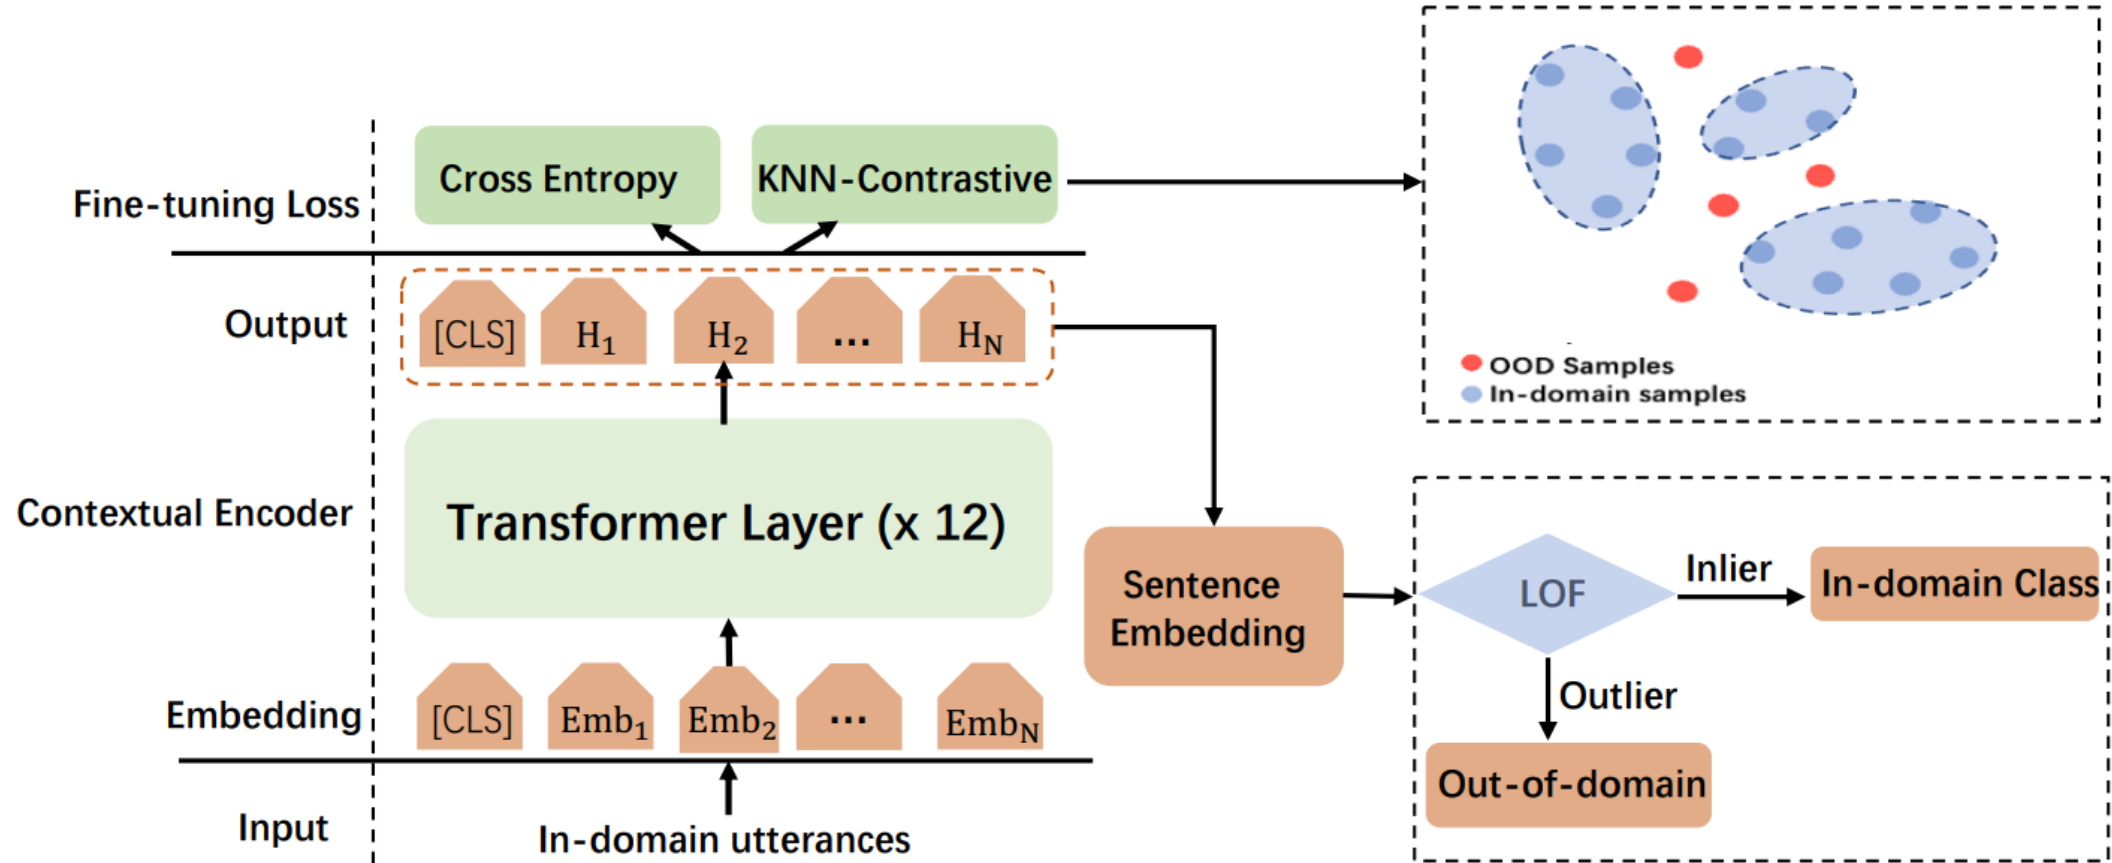 Fine-tuning Loss
Cross Entropy
KNN-Contrastive
OOD Samples
In-domain samples
Output
[CLS]
H1
H2
...
HN
Contextual Encoder
Transformer Layer (x 12)
Sentence
Embedding
LOF
Inlier
In-domain Class
Outlier
Out-of-domain
Embedding
[CLS]
Emb1
Emb2
...
EmbN
Input
In-domain utterances